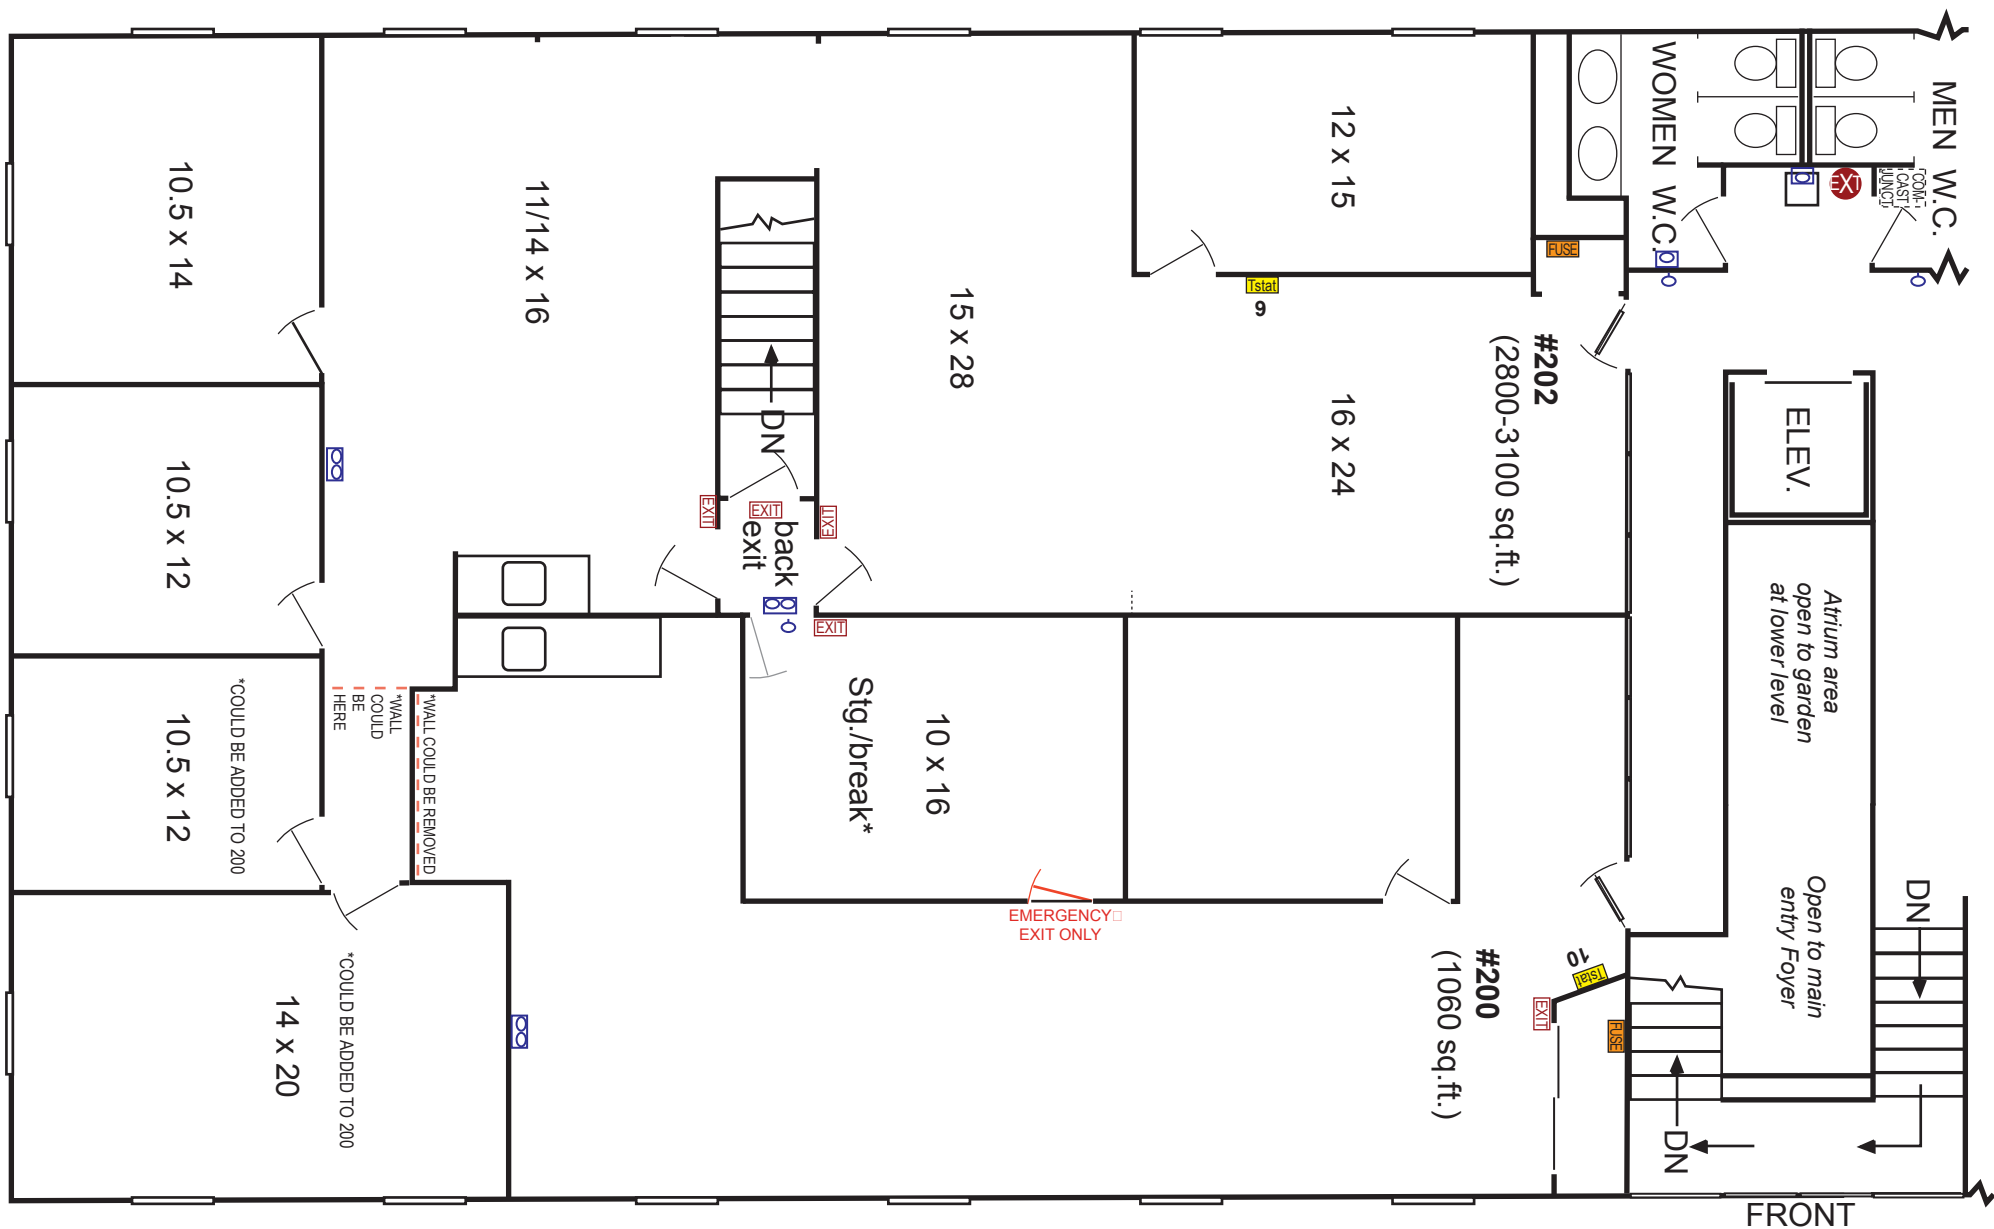 MEN W.C.
WOMEN W.C.
COM-
CAST
JUNCT
EXT
FUSE
12 x 15
Tstat
9
#202
(2800-3100 sq.ft.)
16 x 24
15 x 28
11/14 x 16
10.5 x 14
10.5 x 12
10.5 x 12
*COULD BE ADDED TO 200
14 x 20
*COULD BE ADDED TO 200
*WALL
COULD
BE
HERE
*WALL COULD BE REMOVED
DN
EXIT
EXIT
EXIT
back
exit
EXIT
10 x 16
Stg./break*
EMERGENCY
EXIT ONLY
#200
(1060 sq.ft.)
10
Tstat
EXIT
FUSE
ELEV.
Atrium area
open to garden
at lower level
Open to main
entry Foyer
DN
DN
FRONT